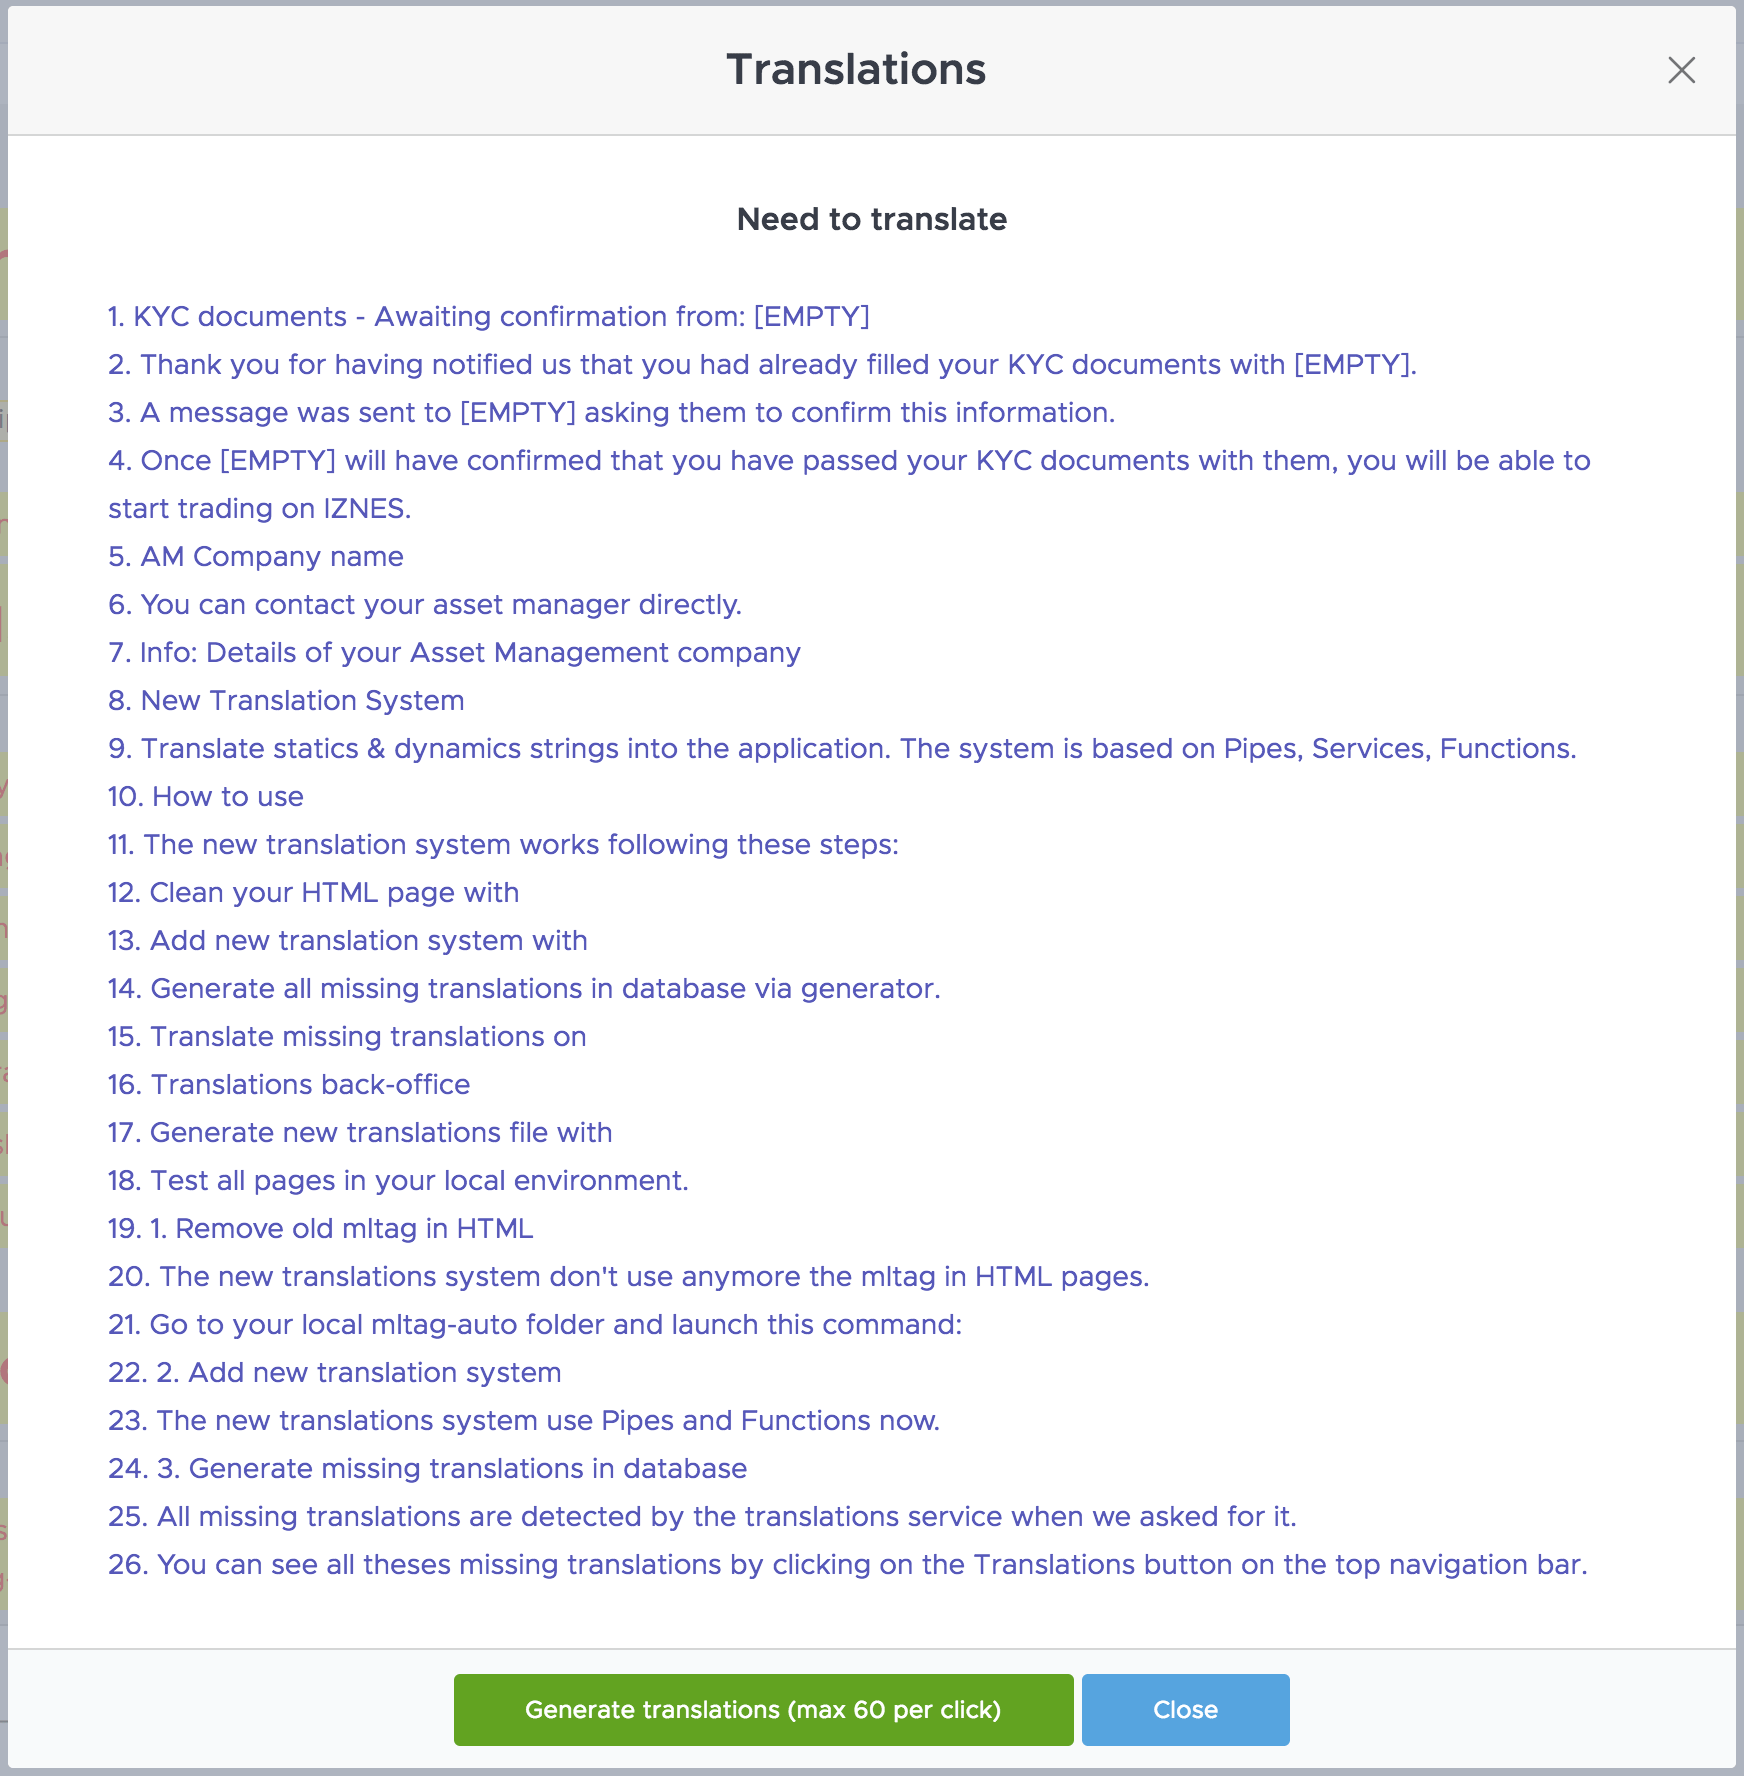 Translations
Need to translate
1. KYC documents - Awaiting confirmation from: [EMPTY]
2. Thank you for having notified us that you had already filled your KYC documents with [EMPTY].
3. A message was sent to [EMPTY] asking them to confirm this information.
4. Once [EMPTY] will have confirmed that you have passed your KYC documents with them, you will be able to
start trading on IZNES.
5. AM Company name
6. You can contact your asset manager directly.
7. Info: Details of your Asset Management company
8. New Translation System
9. Translate statics & dynamics strings into the application. The system is based on Pipes, Services, Functions.
10. How to use
11. The new translation system works following these steps:
12. Clean your HTML page with
13. Add new translation system with
14. Generate all missing translations in database via generator.
15. Translate missing translations on
16. Translations back-office
17. Generate new translations file with
18. Test all pages in your local environment.
19. 1. Remove old mltag in HTML
20. The new translations system don't use anymore the mltag in HTML pages.
21. Go to your local mltag-auto folder and launch this command:
22. 2. Add new translation system
23. The new translations system use Pipes and Functions now.
24. 3. Generate missing translations in database
25. All missing translations are detected by the translations service when we asked for it.
26. You can see all theses missing translations by clicking on the Translations button on the top navigation bar.
Generate translations (max 60 per click)
Close